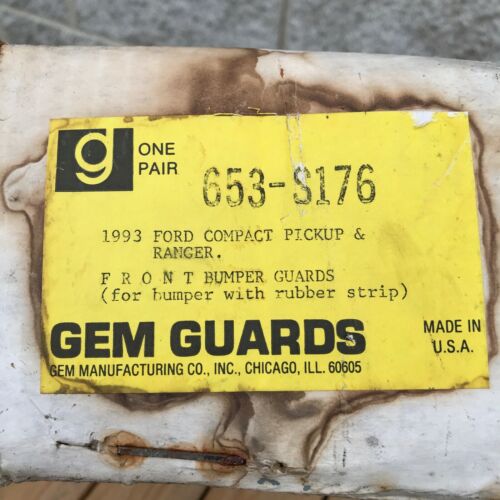 g
ONE
PAIR
653-S176
1993 FORD COMPACT PICKUP &
RANGER.
F R O N T BUMPER GUARDS
(for bumper with rubber strip)
GEM GUARDS
MADE IN
U.S.A.
GEM MANUFACTURING CO., INC., CHICAGO, ILL. 60605